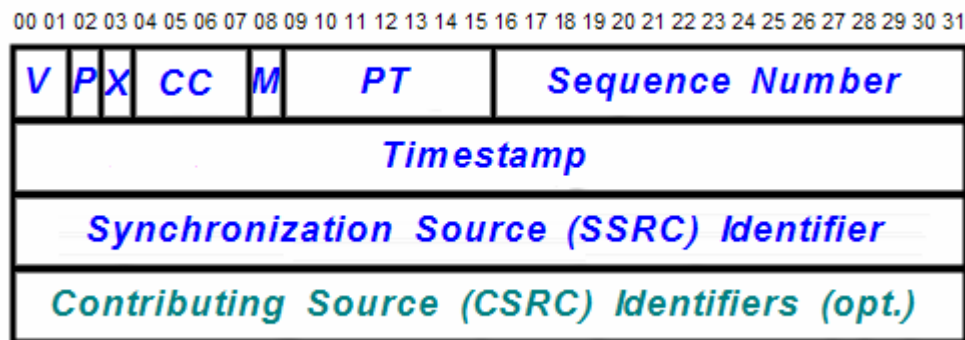 00 01 02 03 04 05 06 07 08 09 10 11 12 13 14 15 16 17 18 19 20 21 22 23 24 25 26 27 28 29 30 31
V P X CC M PT Sequence Number
Timestamp
Synchronization Source (SSRC) Identifier
Contributing Source (CSRC) Identifiers (opt.)